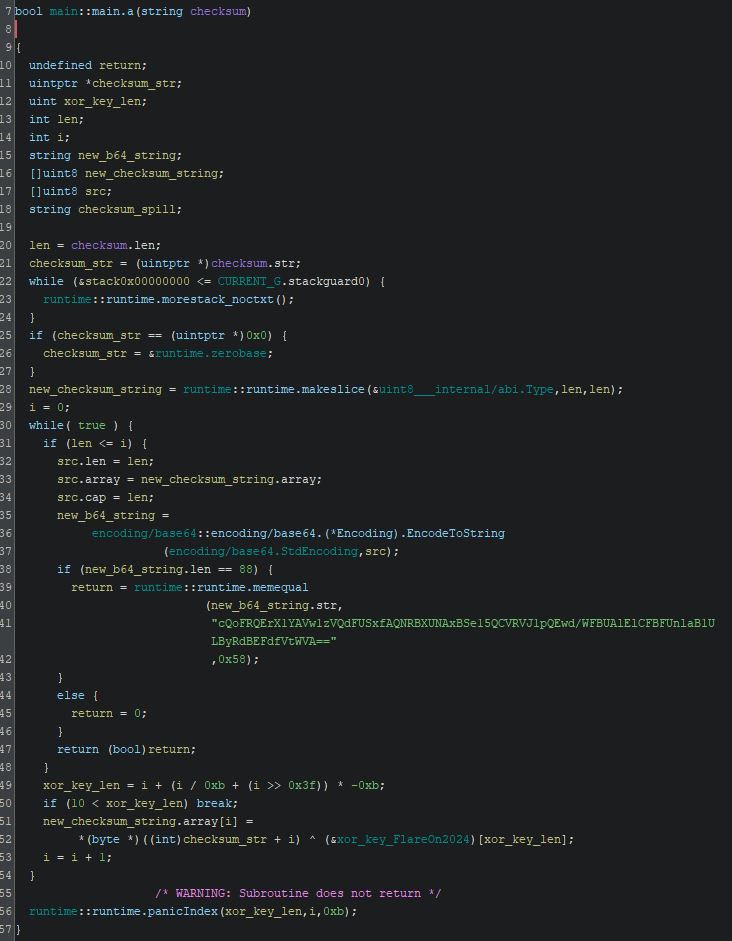 7 bool main::main.a(string checksum)
8
9 {
10 undefined return;
11 uintptr *checksum_str;
12 uint xor_key_len;
13 int len;
14 int i;
15 string new_b64_string;
16 []uint8 new_checksum_string;
17 []uint8 src;
18 string checksum_spill;
19
20 len = checksum.len;
21 checksum_str = (uintptr *)checksum.str;
22 while (&stack0x00000000 <= CURRENT_G.stackguard0) {
23 runtime::runtime.morestack_noctxt();
24 }
25 if (checksum_str == (uintptr *)0x0) {
26 checksum_str = &runtime.zerobase;
27 }
28 new_checksum_string = runtime::runtime.makeslice(&uint8___internal/abi.Type,len,len);
29 i = 0;
30 while( true ) {
31 if (len <= i) {
32 src.len = len;
33 src.array = new_checksum_string.array;
34 src.cap = len;
35 new_b64_string =
36 encoding/base64::encoding/base64.(*Encoding).EncodeToString
37 (encoding/base64.StdEncoding,src);
38 if (new_b64_string.len == 88) {
39 return = runtime::runtime.memequal
40 (new_b64_string.str,
41 "cQoFRQErX1YAVw1zVQdFUSxfAQNRBXUNAxBSe15QCVRVJ1pQEwd/WFBUAlElCFBFUnlaB1U
LByRdBEFdfVtWVA=="
42 ,0x58);
43 }
44 else {
45 return = 0;
46 }
47 return (bool)return;
48 }
49 xor_key_len = i + (i / 0xb + (i >> 0x3f)) * -0xb;
50 if (10 < xor_key_len) break;
51 new_checksum_string.array[i] =
52 *(byte *)((int)checksum_str + i) ^ (&xor_key_FlareOn2024)[xor_key_len];
53 i = i + 1;
54 }
55 /* WARNING: Subroutine does not return */
56 runtime::runtime.panicIndex(xor_key_len,i,0xb);
57 }